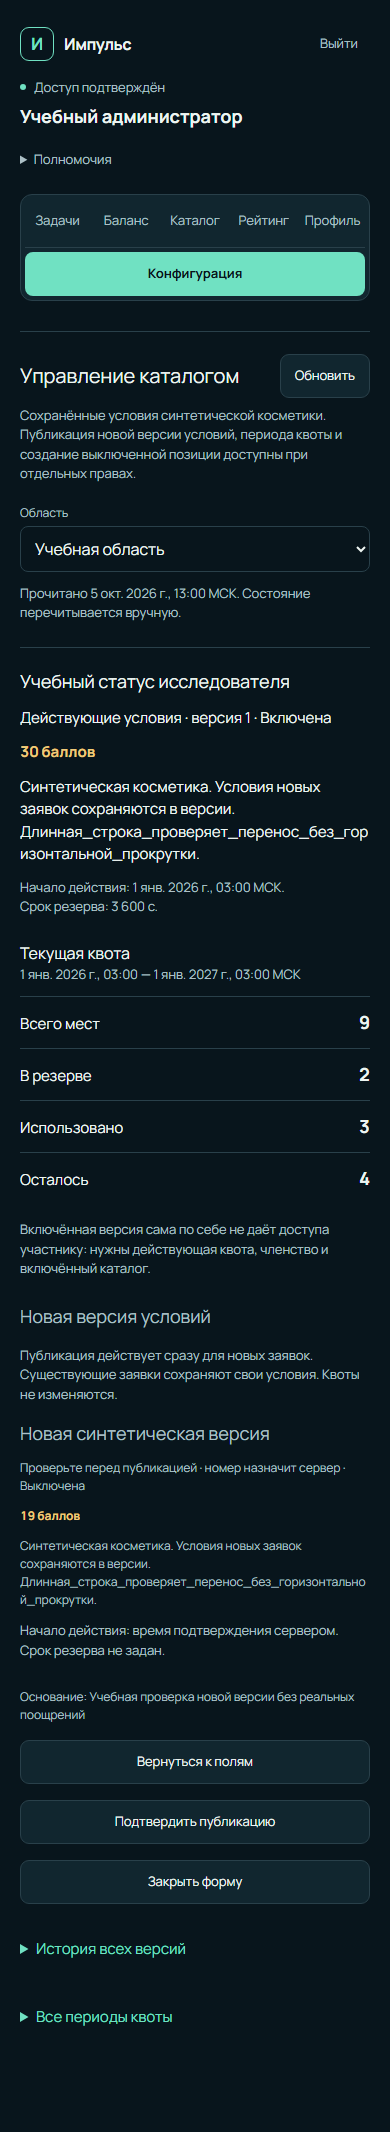 И Импульс Выйти
Доступ подтверждён
Учебный администратор
Полномочия
Задачи Баланс Каталог Рейтинг Профиль
Конфигурация
Управление каталогом Обновить
Сохранённые условия синтетической косметики.
Публикация новой версии условий, периода квоты и
создание выключенной позиции доступны при
отдельных правах.
Область
Учебная область
Прочитано 5 окт. 2026 г., 13:00 МСК. Состояние
перечитывается вручную.
Учебный статус исследователя
Действующие условия · версия 1 · Включена
30 баллов
Синтетическая косметика. Условия новых
заявок сохраняются в версии.
Длинная_строка_проверяет_перенос_без_гор
изонтальной_прокрутки.
Начало действия: 1 янв. 2026 г., 03:00 МСК.
Срок резерва: 3 600 с.
Текущая квота
1 янв. 2026 г., 03:00 — 1 янв. 2027 г., 03:00 МСК
Всего мест 9
В резерве 2
Использовано 3
Осталось 4
Включённая версия сама по себе не даёт доступа
участнику: нужны действующая квота, членство и
включённый каталог.
Новая версия условий
Публикация действует сразу для новых заявок.
Существующие заявки сохраняют свои условия. Квоты
не изменяются.
Новая синтетическая версия
Проверьте перед публикацией · номер назначит сервер ·
Выключена
19 баллов
Синтетическая косметика. Условия новых заявок
сохраняются в версии.
Длинная_строка_проверяет_перенос_без_горизонтально
й_прокрутки.
Начало действия: время подтверждения сервером.
Срок резерва не задан.
Основание: Учебная проверка новой версии без реальных
поощрений
Вернуться к полям
Подтвердить публикацию
Закрыть форму
История всех версий
Все периоды квоты